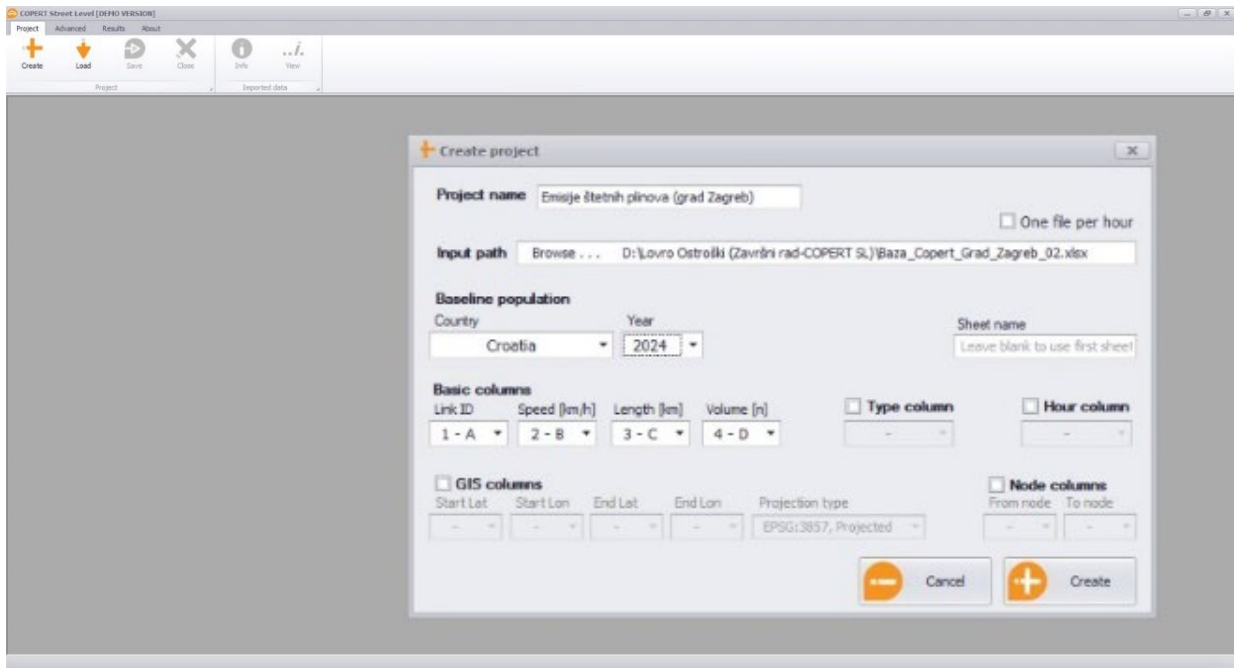 COPERT Street Level [DEMO VERSION]
Project Advanced Results About
Create Load Save Close Info View
Project Imported data
Create project
Project name Emisije štetnih plinova (grad Zagreb)
One file per hour
Input path Browse . . . D:\Lovro Ostroški (Završni rad-COPERT SL)\Baza_Copert_Grad_Zagreb_02.xlsx
Baseline population
Country Year Sheet name
Croatia 2024 Leave blank to use first sheet
Basic columns
Link ID Speed [km/h] Length [km] Volume [n] Type column Hour column
1 - A 2 - B 3 - C 4 - D - -
GIS columns Node columns
Start Lat Start Lon End Lat End Lon Projection type From node To node
- - - - EPSG:3857, Projected - -
Cancel Create